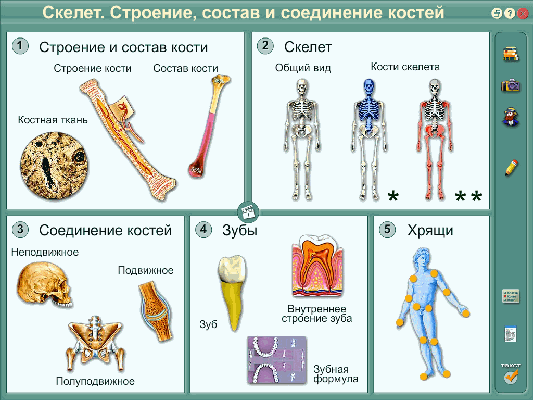 Скелет. Строение, состав и соединение костей
?
1 Строение и состав кости
Строение кости
Состав кости
Костная ткань
2 Скелет
Общий вид
Кости скелета
*
**
3 Соединение костей
Неподвижное
Подвижное
Полуподвижное
4 Зубы
Зуб
Внутреннее
строение зуба
Зубная
формула
5 Хрящи